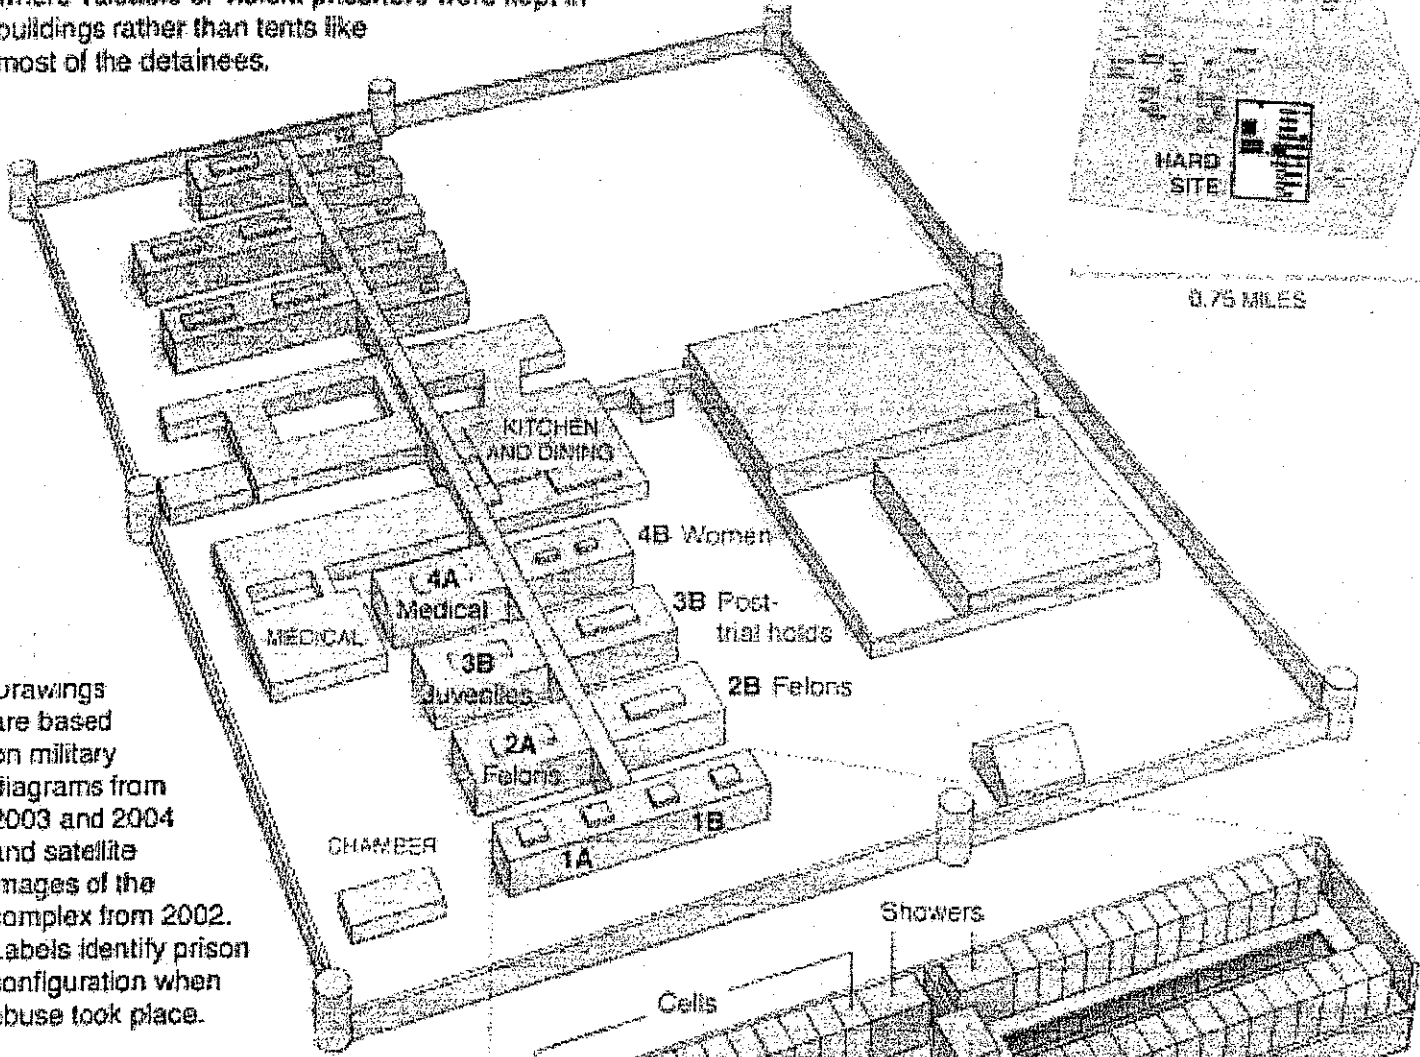 where valuable or violent prisoners were kept in
buildings rather than tents like
most of the detainees.
HARD
SITE
0.75 MILES
KITCHEN
AND DINING
4B Women
4A
Medical
3B Post-
trial holds
MEDICAL
3B
Juveniles
2B Felons
2A
Felons
1B
1A
CHAMBER
Drawings
are based
on military
diagrams from
2003 and 2004
and satellite
images of the
complex from 2002.
Labels identify prison
configuration when
abuse took place.
Showers
Cells